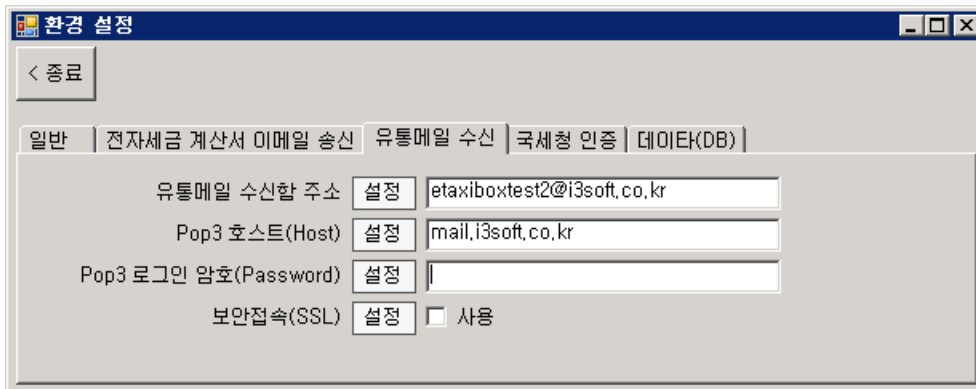 환경 설정
< 종료
일반 전자세금 계산서 이메일 송신 유통메일 수신 국세청 인증 데이타(DB)
유통메일 수신함 주소 설정 etaxiboxtest2@i3soft.co.kr
Pop3 호스트(Host) 설정 mail.i3soft.co.kr
Pop3 로그인 암호(Password) 설정
보안접속(SSL) 설정 사용